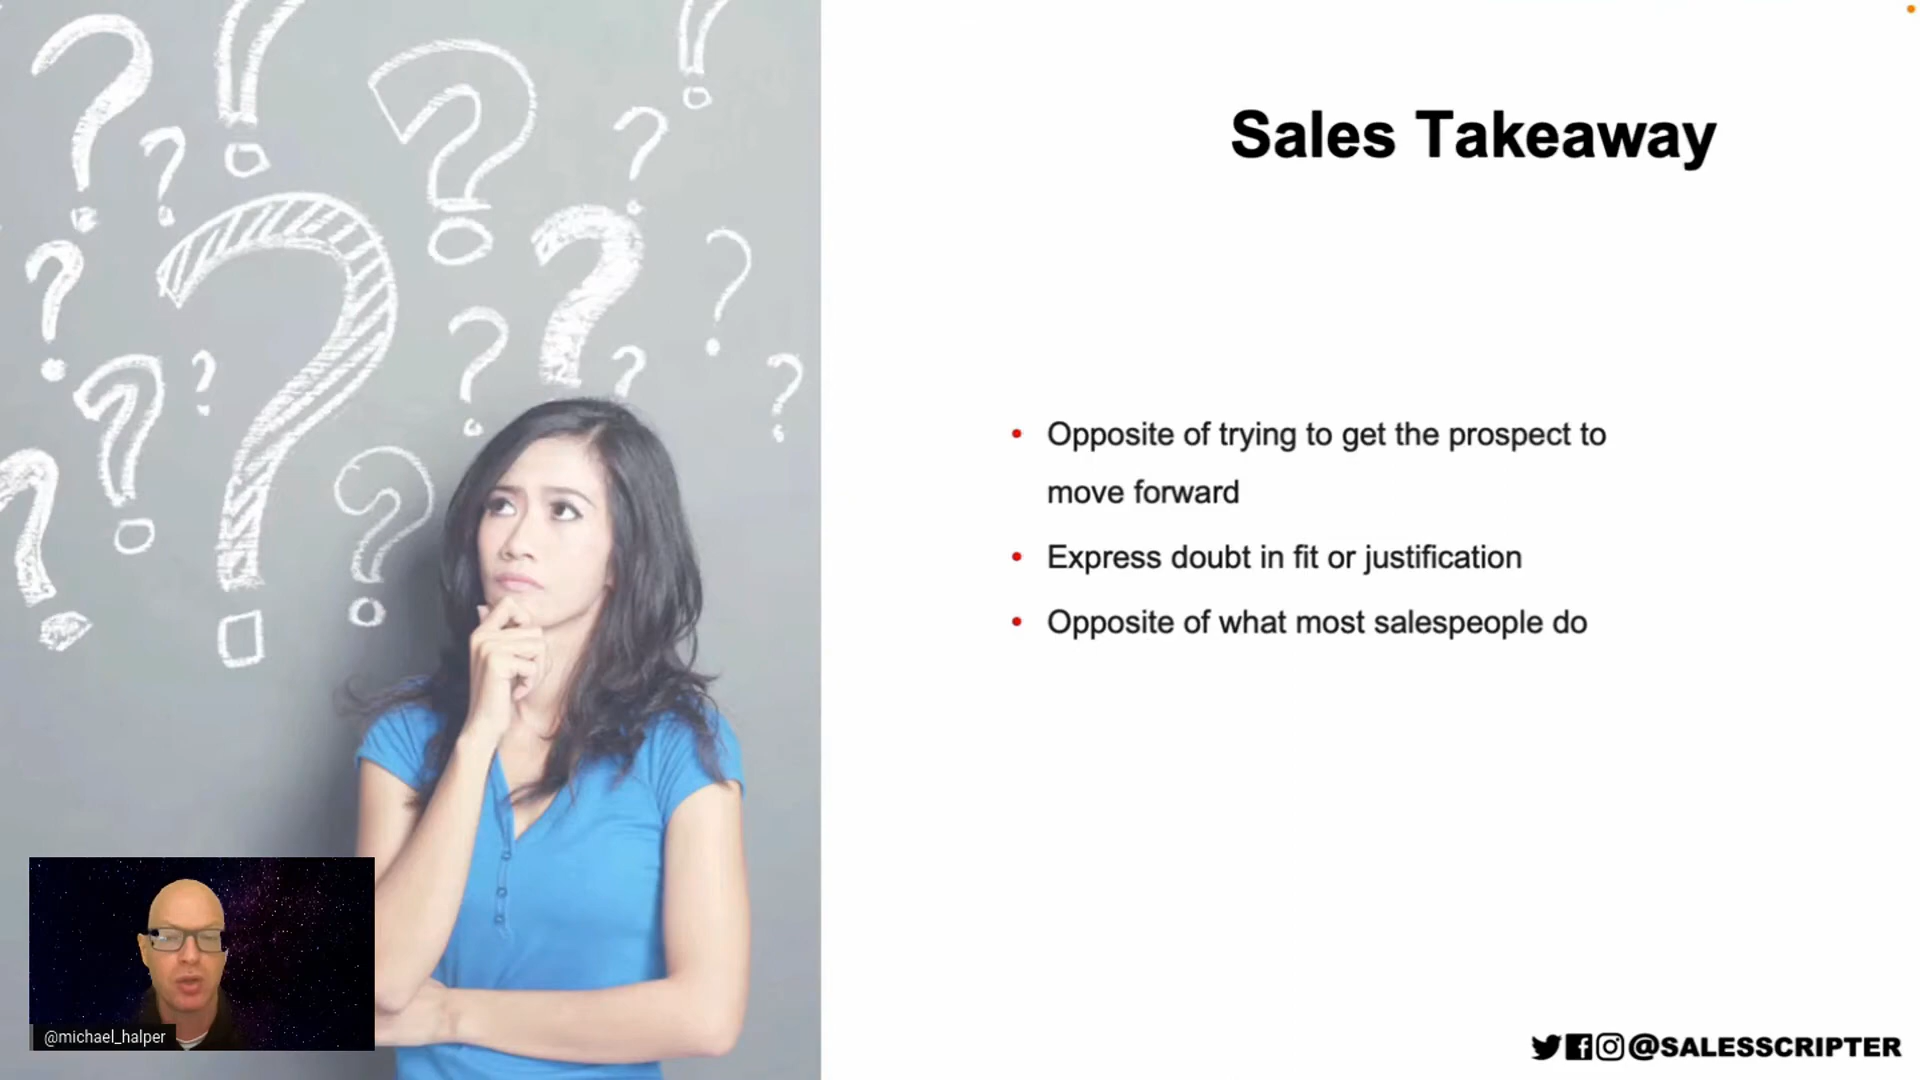 Sales Takeaway
• Opposite of trying to get the prospect to
move forward
• Express doubt in fit or justification
• Opposite of what most salespeople do
@michael_halper
@SALESSCRIPTER